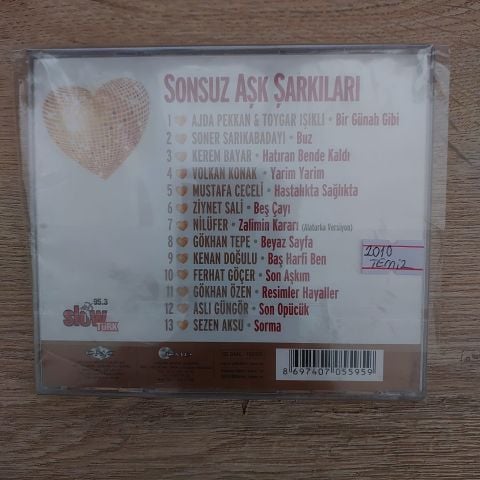 SONSUZ AŞK ŞARKILARI
1 AJDA PEKKAN & TOYGAR IŞIKLI • Bir Günah Gibi
2 SONER SARIKABADAYI • Buz
3 KEREM BAYAR • Hatıran Bende Kaldı
4 VOLKAN KONAK • Yarim Yarim
5 MUSTAFA CECELİ • Hastalıkta Sağlıkta
6 ZİYNET SALİ • Beş Çayı
7 NİLÜFER • Zalimin Kararı (Alaturka Versiyon)
8 GÖKHAN TEPE • Beyaz Sayfa
9 KENAN DOĞULU • Baş Harfi Ben
10 FERHAT GÖÇER • Son Aşkım
11 GÖKHAN ÖZEN • Resimler Hayaller
12 ASLI GÜNGÖR • Son Öpücük
13 SEZEN AKSU • Sorma
2010
TEMİZ
95.3
slow
TÜRK
8 697407 055959